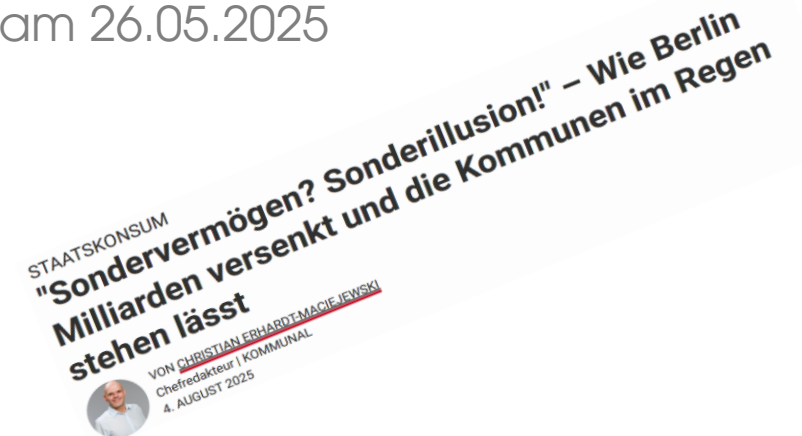 am 26.05.2025
STAATSKONSUM
"Sondervermögen? Sonderillusion!" – Wie Berlin
Milliarden versenkt und die Kommunen im Regen
stehen lässt
VON CHRISTIAN ERHARDT-MACIEJEWSKI
Chefredakteur | KOMMUNAL
4. AUGUST 2025